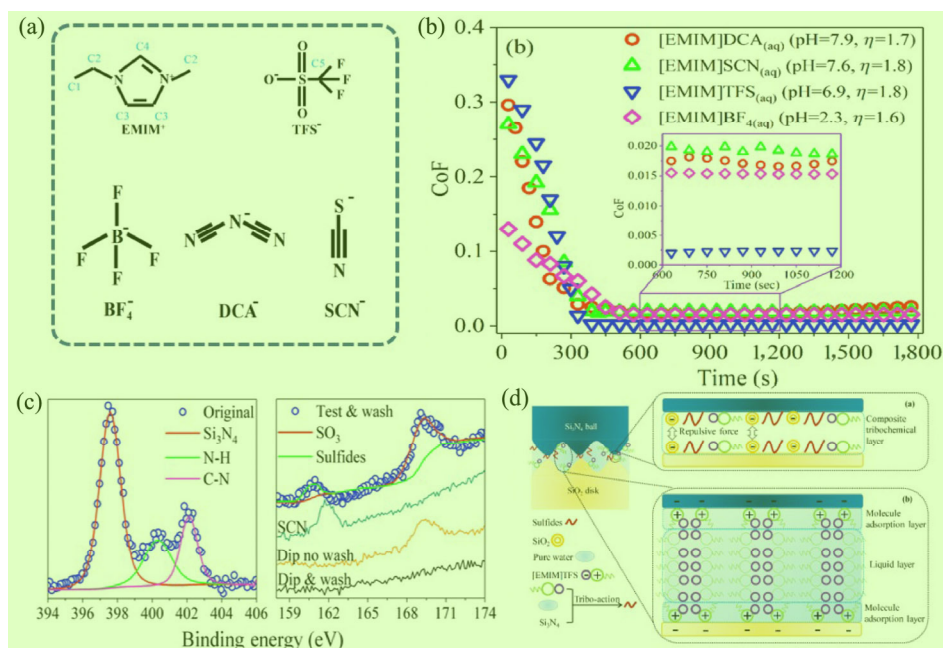 (a)
C2
C4
C2
C1
N
N⁺
C3
C3
EMIM⁺
O
O⁻
S
O
C5
F
F
F
TFS⁻
F
F
B⁻
F
F
BF₄⁻
N
N⁻
N
DCA⁻
S⁻
N
SCN⁻
(b)
(b)
[EMIM]DCA(aq) (pH=7.9, η=1.7)
[EMIM]SCN(aq) (pH=7.6, η=1.8)
[EMIM]TFS(aq) (pH=6.9, η=1.8)
[EMIM]BF4(aq) (pH=2.3, η=1.6)
CoF
0.4
0.3
0.2
0.1
0.0
0
300
600
900
1,200
1,500
1,800
Time (s)
CoF
0.020
0.015
0.010
0.005
0.000
600
750
900
1050
1200
Time (sec)
(c)
Original
Si₃N₄
N-H
C-N
394
396
398
400
402
404
406
Test & wash
SO₃
Sulfides
SCN
Dip no wash
Dip & wash
159
162
165
168
171
174
Binding energy (eV)
Binding energy (eV)
(d)
Si₃N₄ ball
SiO₂ disk
Sulfides
SiO₂
Pure water
[EMIM]TFS
Tribo-action
Si₃N₄
(a)
Repulsive force
Composite
tribochemical
layer
(b)
Molecule
adsorption layer
Liquid layer
Molecule
adsorption layer